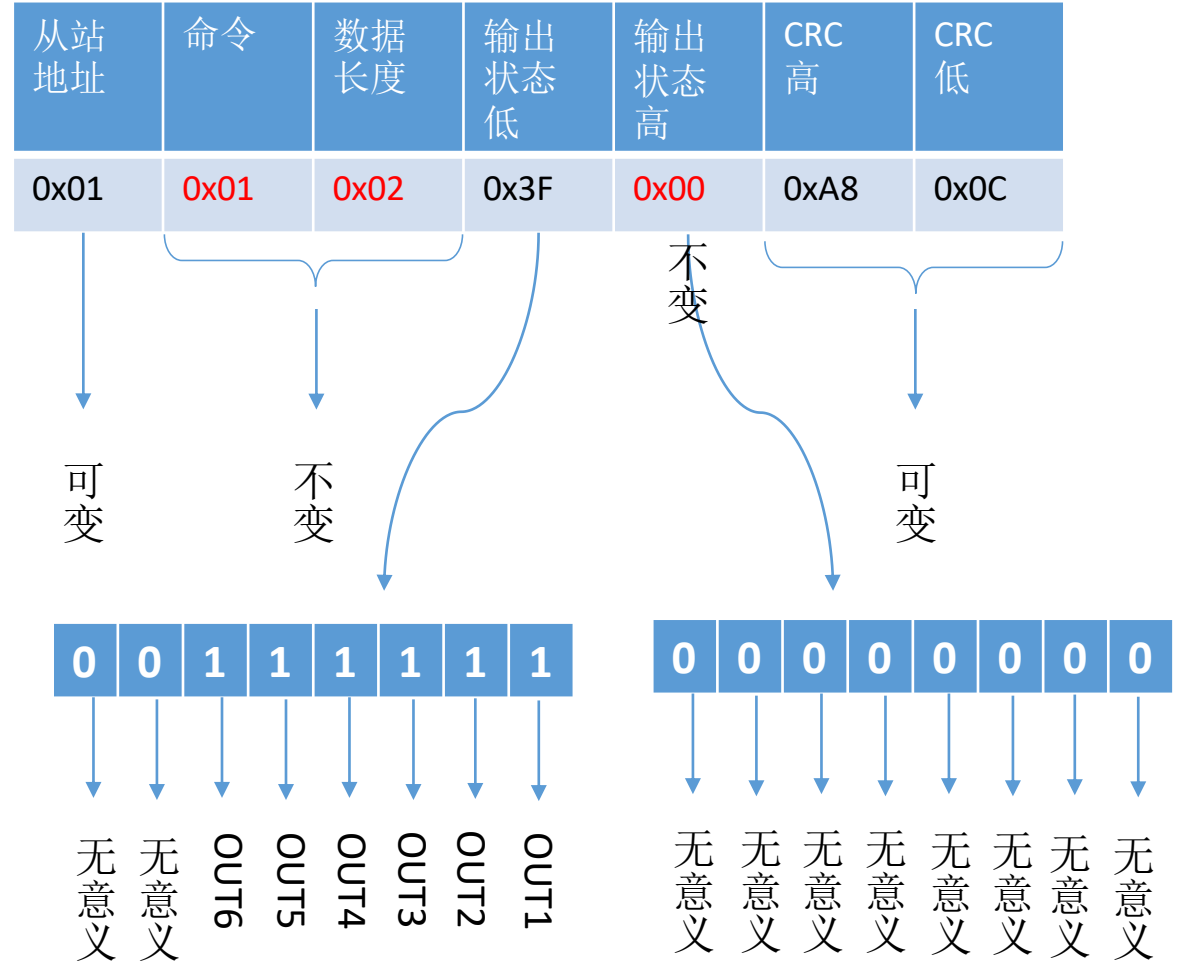 从站 命令 数据 输出 输出 CRC CRC
地址 长度 状态 状态 高 低
低 高
0x01 0x01 0x02 0x3F 0x00 0xA8 0x0C
不变
可变 不变 可变
0 0 1 1 1 1 1 1 0 0 0 0 0 0 0 0
无意义 无意义 OUT6 OUT5 OUT4 OUT3 OUT2 OUT1 无意义 无意义 无意义 无意义 无意义 无意义 无意义 无意义